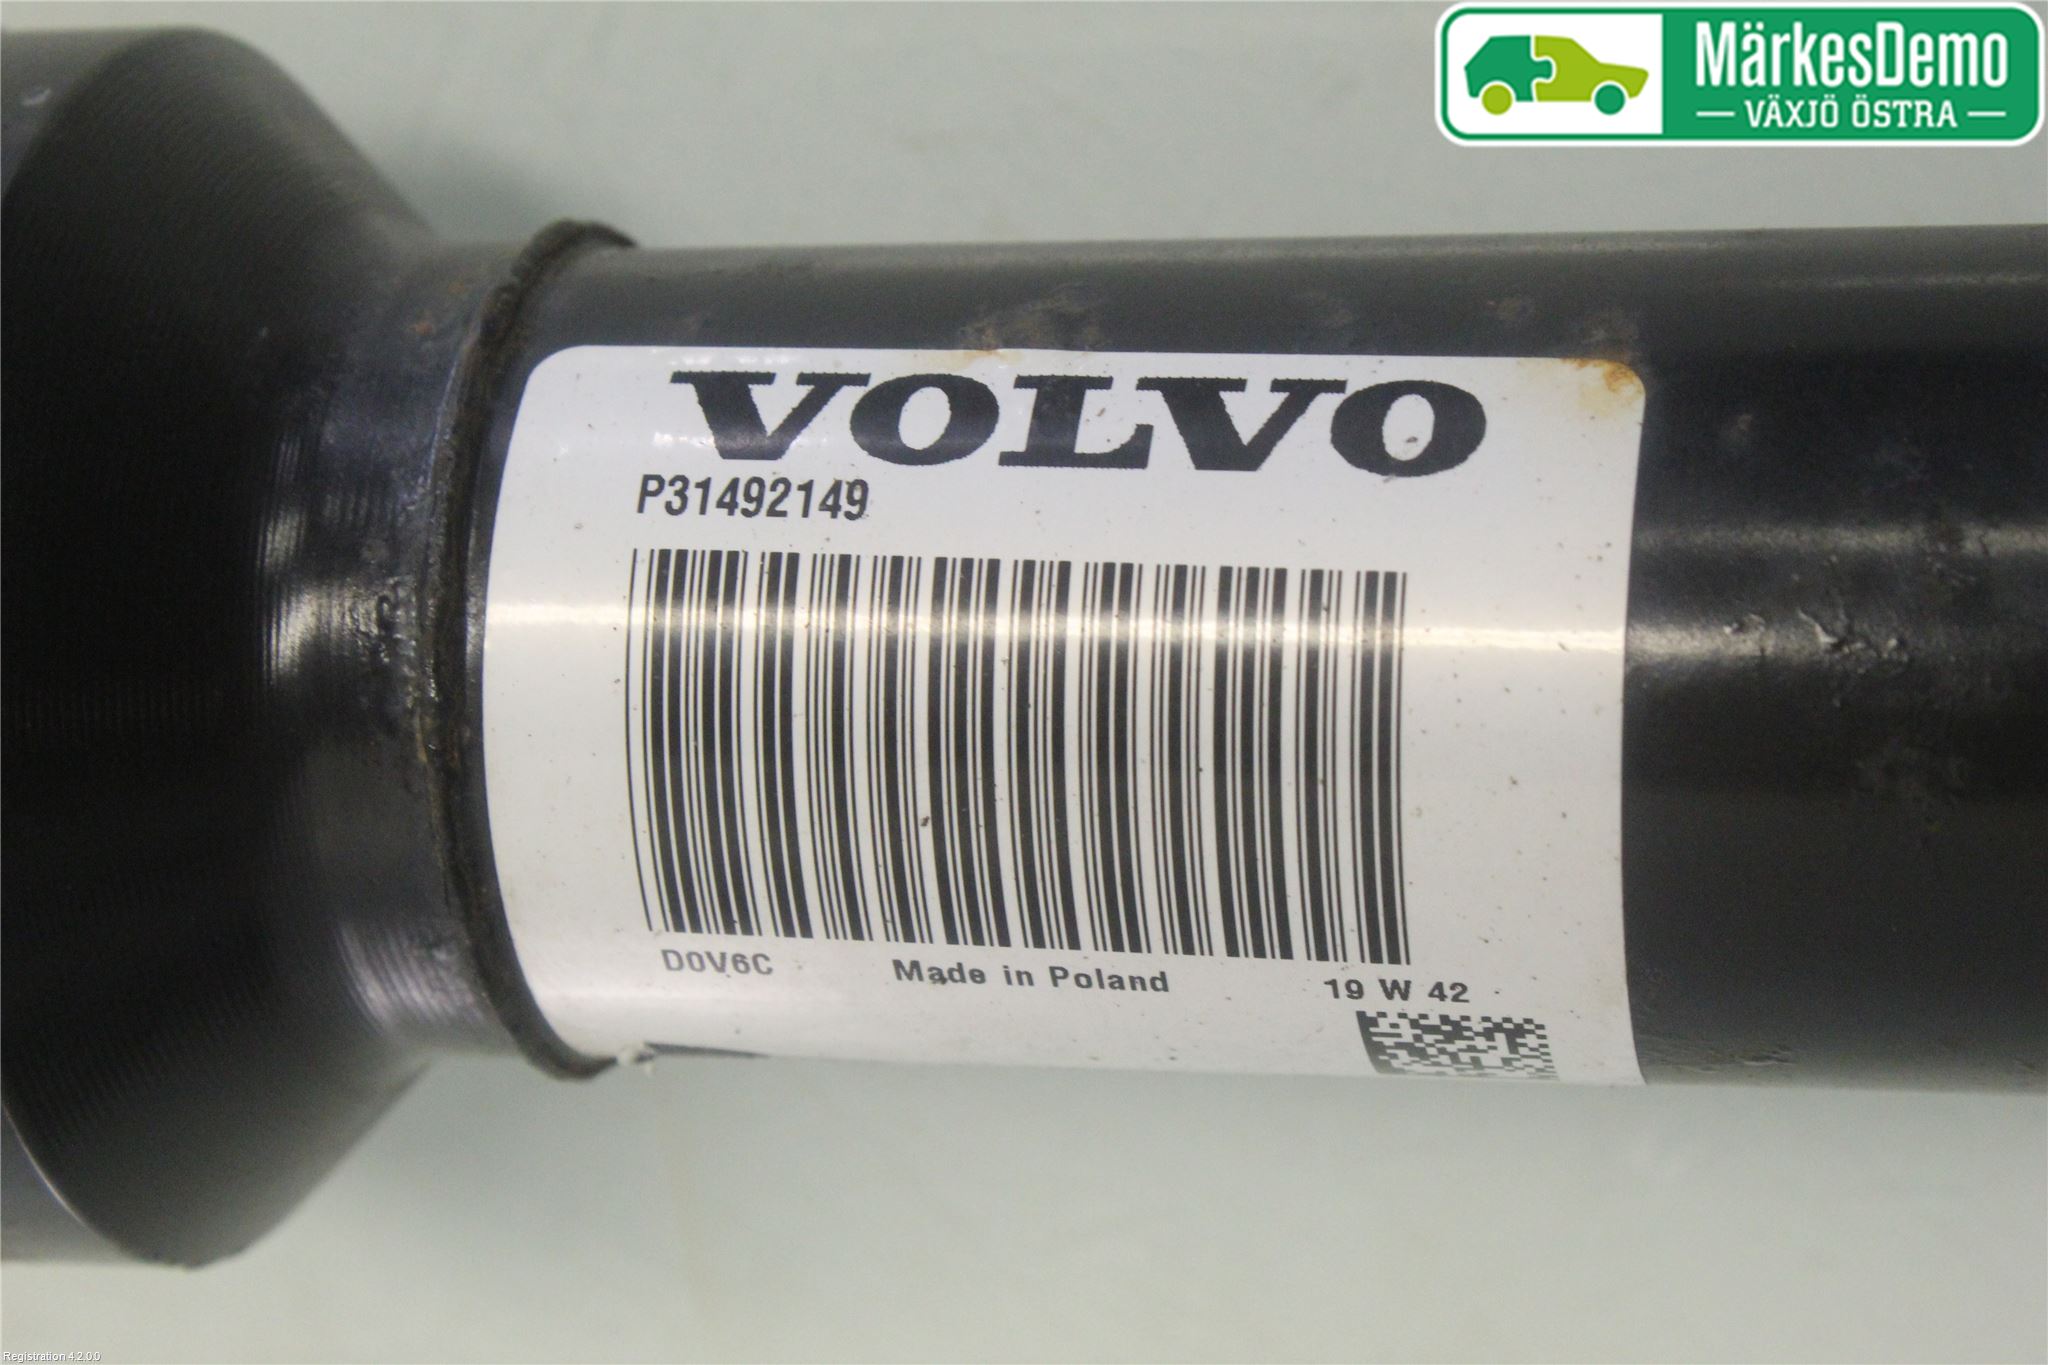 MärkesDemo
VÄXJÖ ÖSTRA
VOLVO
P31492149
D0V6C Made in Poland 19 W 42
Registration 4.2.0.0